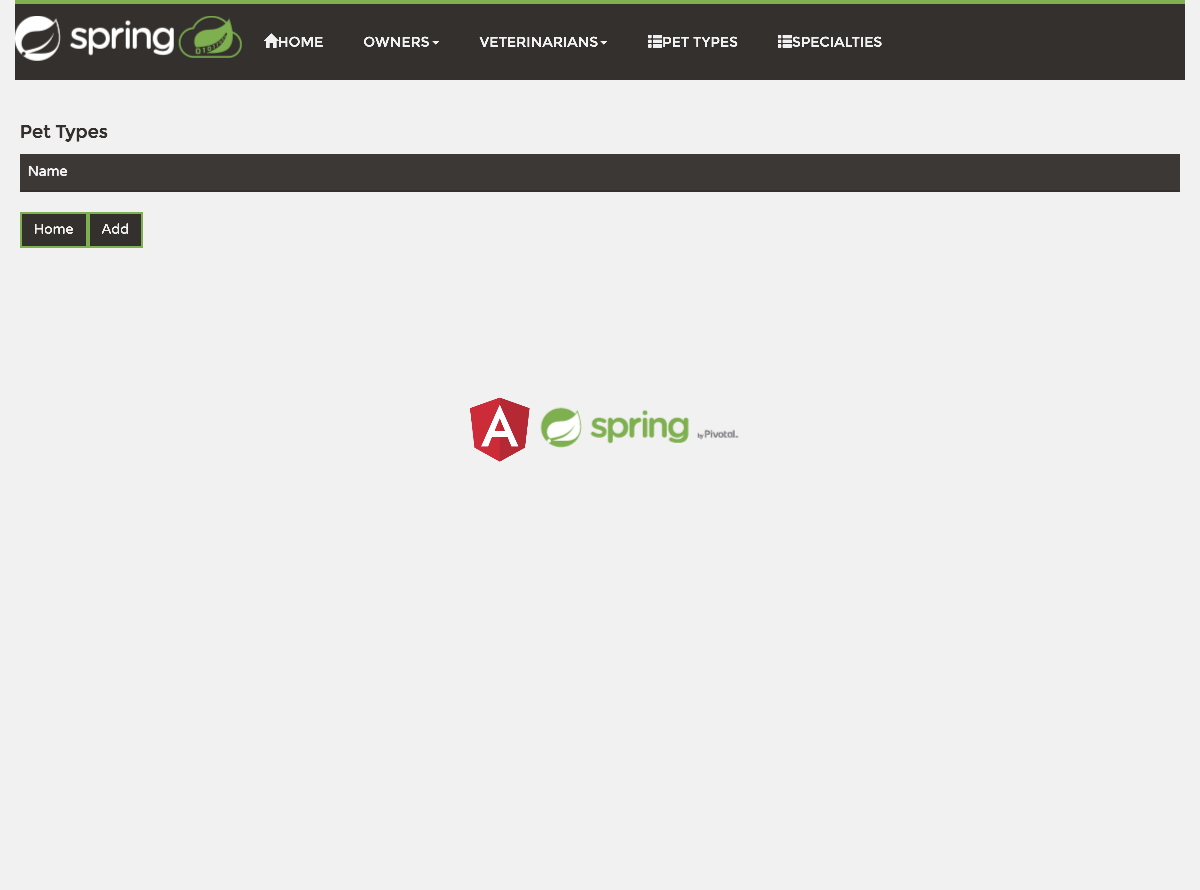 spring
HOME OWNERS VETERINARIANS PET TYPES SPECIALTIES
Pet Types
Name
Home Add
spring by Pivotal.